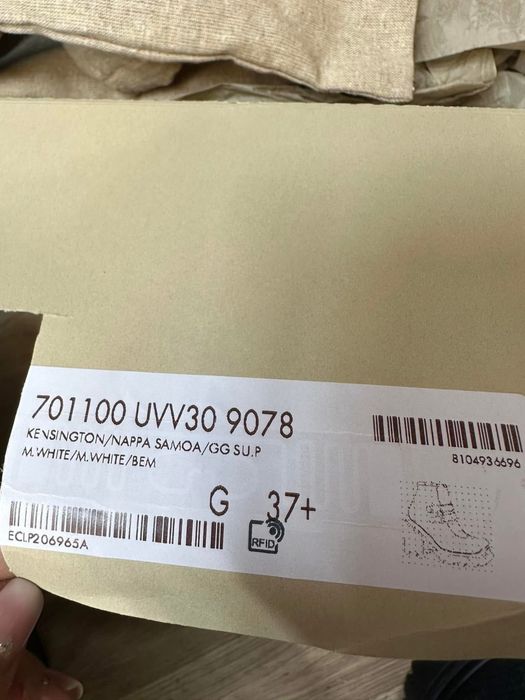 701100 UVV30 9078
KENSINGTON/NAPPA SAMOA/GG SU.P
M.WHITE/M.WHITE/BEM
8104936696
G 37+
RFID
ECLP206965A